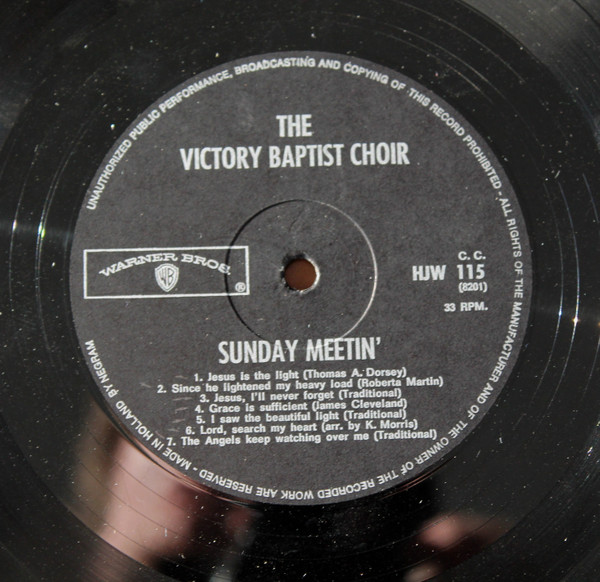 UNAUTHORIZED PUBLIC PERFORMANCE, BROADCASTING AND COPYING OF THIS RECORD PROHIBITED - ALL RIGHTS OF THE MANUFACTURER AND OF THE OWNER OF THE RECORDED WORK ARE RESERVED - MADE IN HOLLAND BY NEGRAM
THE
VICTORY BAPTIST CHOIR
WARNER BROS.
WB
®
C. C.
HJW 115
(8201)
33 RPM.
SUNDAY MEETIN'
1. Jesus is the light (Thomas A. Dorsey)
2. Since he lightened my heavy load (Roberta Martin)
3. Jesus, I'll never forget (Traditional)
4. Grace is sufficient (James Cleveland)
5. I saw the beautiful light (Traditional)
6. Lord, search my heart (arr. by K. Morris)
7. The Angels keep watching over me (Traditional)